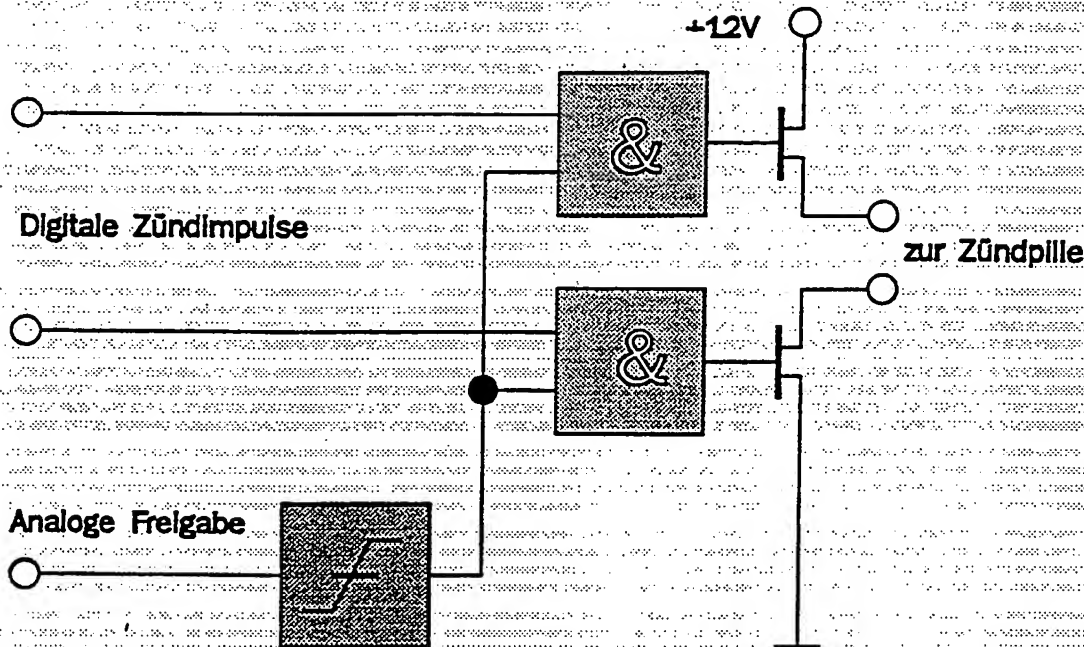 +12V
&
Digitale Zündimpulse
zur Zündpille
&
Analoge Freigabe